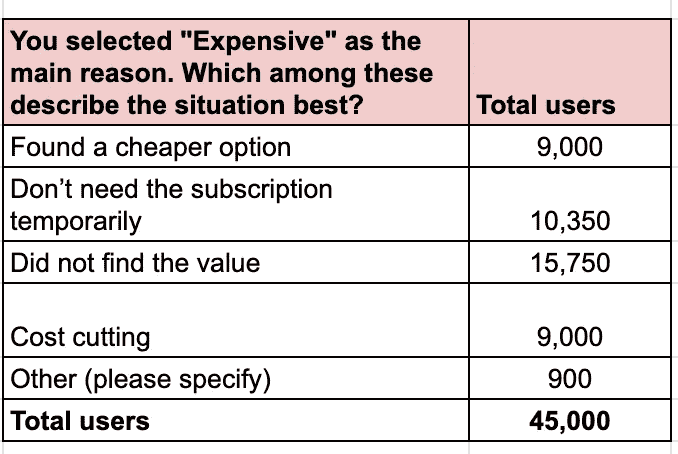 You selected "Expensive" as the
main reason. Which among these
describe the situation best?
Total users
Found a cheaper option
9,000
Don’t need the subscription
temporarily
10,350
Did not find the value
15,750
Cost cutting
9,000
Other (please specify)
900
Total users
45,000